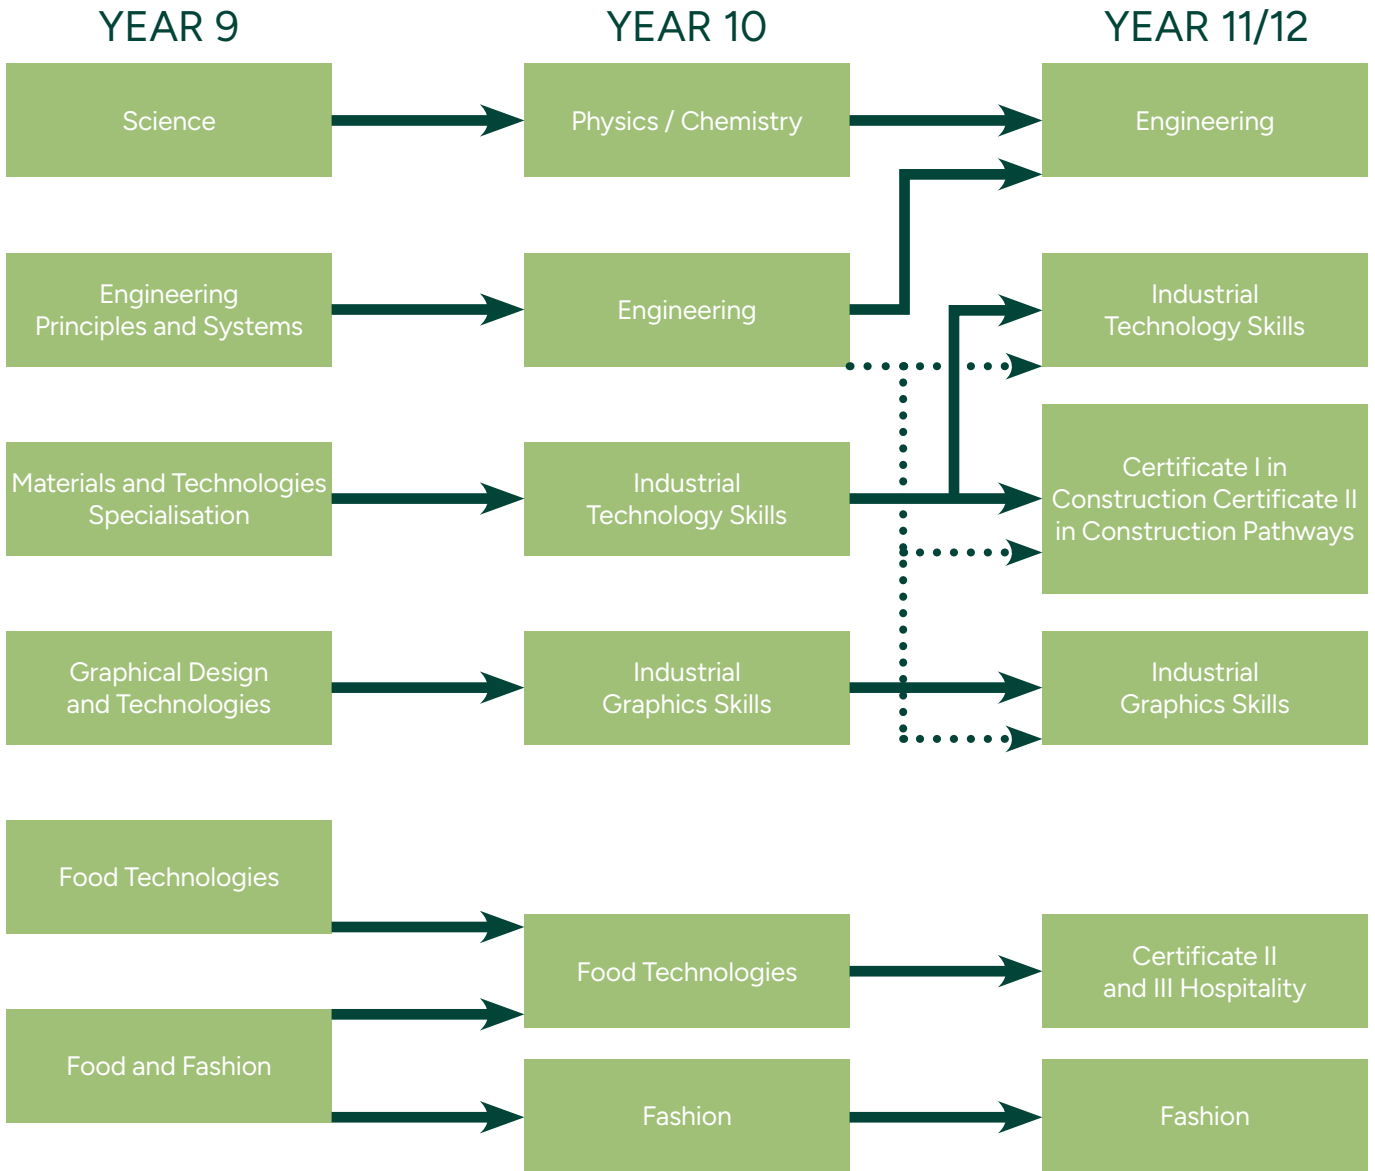 YEAR 9
YEAR 10
YEAR 11/12
Science
Physics / Chemistry
Engineering
Engineering
Principles and Systems
Engineering
Industrial
Technology Skills
Materials and Technologies
Specialisation
Industrial
Technology Skills
Certificate I in
Construction Certificate II
in Construction Pathways
Graphical Design
and Technologies
Industrial
Graphics Skills
Industrial
Graphics Skills
Food Technologies
Food Technologies
Certificate II
and III Hospitality
Food and Fashion
Fashion
Fashion